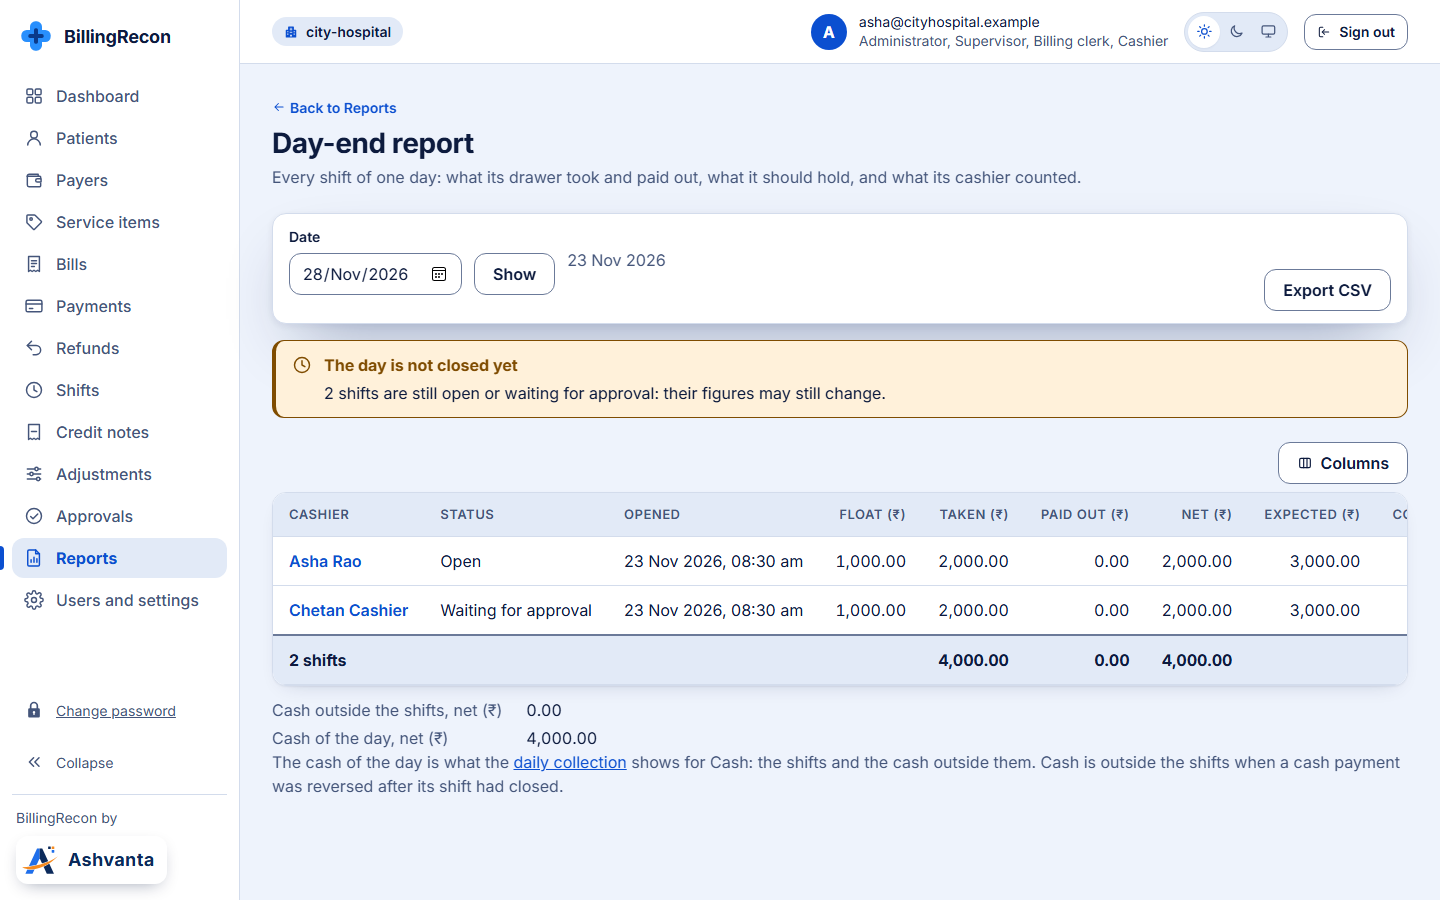 BillingRecon
city-hospital
A
asha@cityhospital.example
Administrator, Supervisor, Billing clerk, Cashier
Sign out
Dashboard
Patients
Payers
Service items
Bills
Payments
Refunds
Shifts
Credit notes
Adjustments
Approvals
Reports
Users and settings
Change password
Collapse
BillingRecon by
Ashvanta
Back to Reports
Day-end report
Every shift of one day: what its drawer took and paid out, what it should hold, and what its cashier counted.
Date
28/Nov/2026
Show
23 Nov 2026
Export CSV
The day is not closed yet
2 shifts are still open or waiting for approval: their figures may still change.
Columns
CASHIER STATUS OPENED FLOAT (₹) TAKEN (₹) PAID OUT (₹) NET (₹) EXPECTED (₹)
Asha Rao Open 23 Nov 2026, 08:30 am 1,000.00 2,000.00 0.00 2,000.00 3,000.00
Chetan Cashier Waiting for approval 23 Nov 2026, 08:30 am 1,000.00 2,000.00 0.00 2,000.00 3,000.00
2 shifts 4,000.00 0.00 4,000.00
Cash outside the shifts, net (₹) 0.00
Cash of the day, net (₹) 4,000.00
The cash of the day is what the daily collection shows for Cash: the shifts and the cash outside them. Cash is outside the shifts when a cash payment
was reversed after its shift had closed.